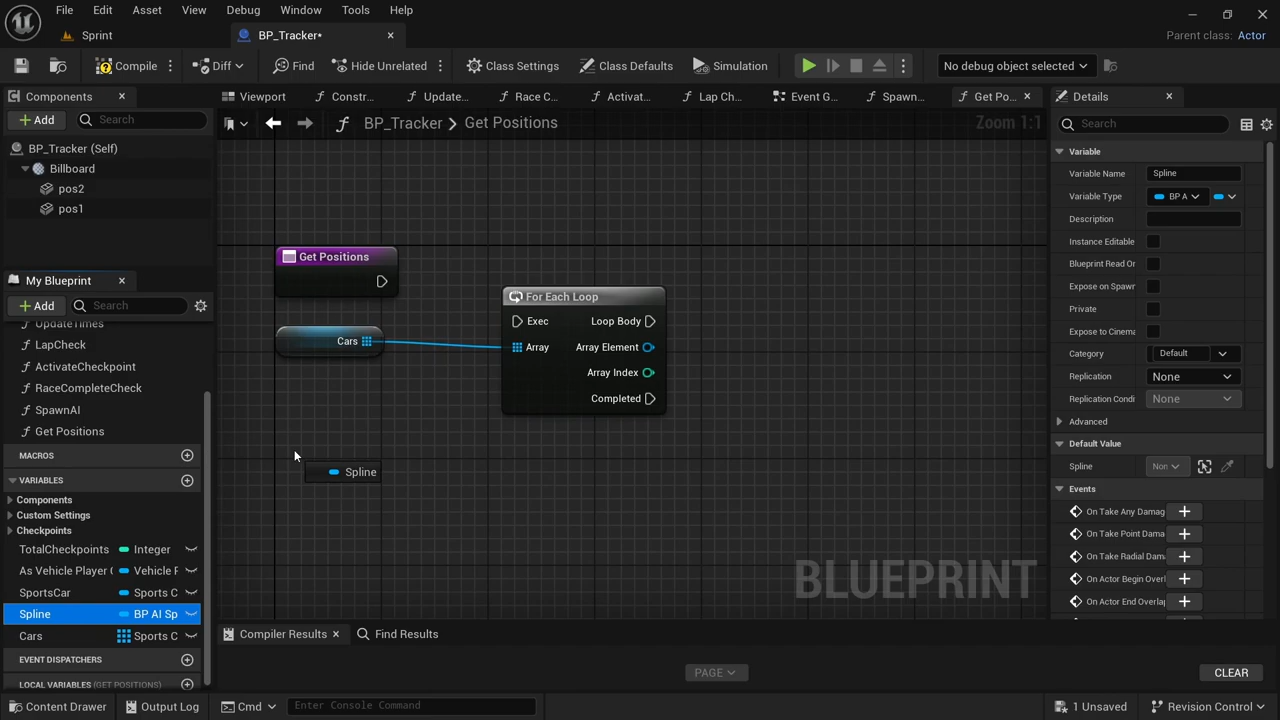 File Edit Asset View Debug Window Tools Help
Sprint
BP_Tracker*
Parent class: Actor
Compile Diff Find Hide Unrelated Class Settings Class Defaults Simulation No debug object selected
Components
Add Search
BP_Tracker (Self)
Billboard
pos2
pos1
My Blueprint
Add Search
UpdateTimes
LapCheck
ActivateCheckpoint
RaceCompleteCheck
SpawnAI
Get Positions
MACROS
VARIABLES
Components
Custom Settings
Checkpoints
TotalCheckpoints Integer
As Vehicle Player ( Vehicle F
SportsCar Sports C
Spline BP AI Sp
Cars Sports C
EVENT DISPATCHERS
LOCAL VARIABLES (GET POSITIONS)
Viewport Constr... Update... Race C... Activat... Lap Ch... Event G... Spawn... Get Po...
BP_Tracker > Get Positions
Zoom 1:1
Get Positions
Cars
For Each Loop
Exec Loop Body
Array Array Element
Array Index
Completed
Spline
BLUEPRINT
Compiler Results Find Results
PAGE CLEAR
Details
Search
Variable
Variable Name Spline
Variable Type BP A
Description
Instance Editable
Blueprint Read Or
Expose on Spawn
Private
Expose to Cinema
Category Default
Replication None
Replication Condi None
Advanced
Default Value
Spline Non
Events
On Take Any Damag
On Take Point Dama
On Take Radial Dam
On Actor Begin Overl
On Actor End Overlap
Content Drawer Output Log Cmd Enter Console Command 1 Unsaved Revision Control